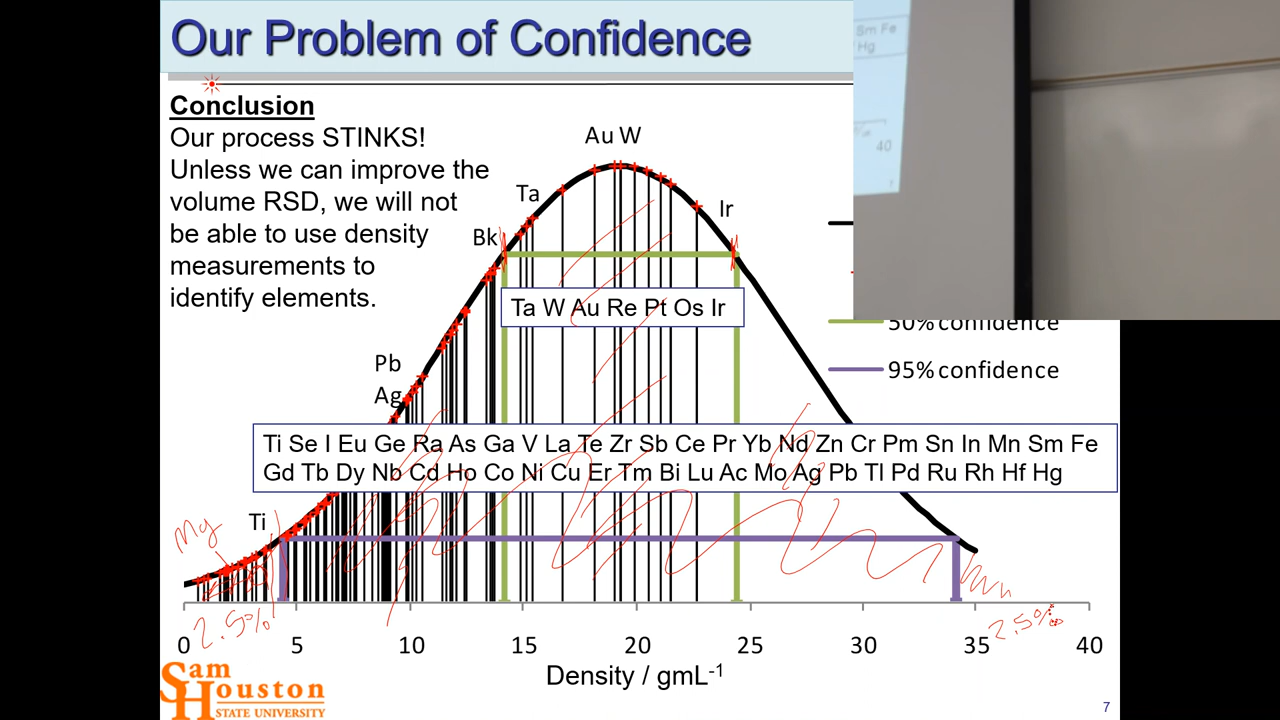 Our Problem of Confidence
Sm Fe
Hg
40
Conclusion
Our process STINKS!
Unless we can improve the
volume RSD, we will not
be able to use density
measurements to
identify elements.
Au W
Ta
Ir
Bk
Ta W Au Re Pt Os Ir
50% confidence
95% confidence
Pb
Ag
Ti Se I Eu Ge Ra As Ga V La Te Zr Sb Ce Pr Yb Nd Zn Cr Pm Sn In Mn Sm Fe
Gd Tb Dy Nb Cd Ho Co Ni Cu Er Tm Bi Lu Ac Mo Ag Pb Tl Pd Ru Rh Hf Hg
Ti
Mg
2.5%
2.5%
0 5 10 15 20 25 30 35 40
Density / gmL-1
Sam
Houston
STATE UNIVERSITY
7